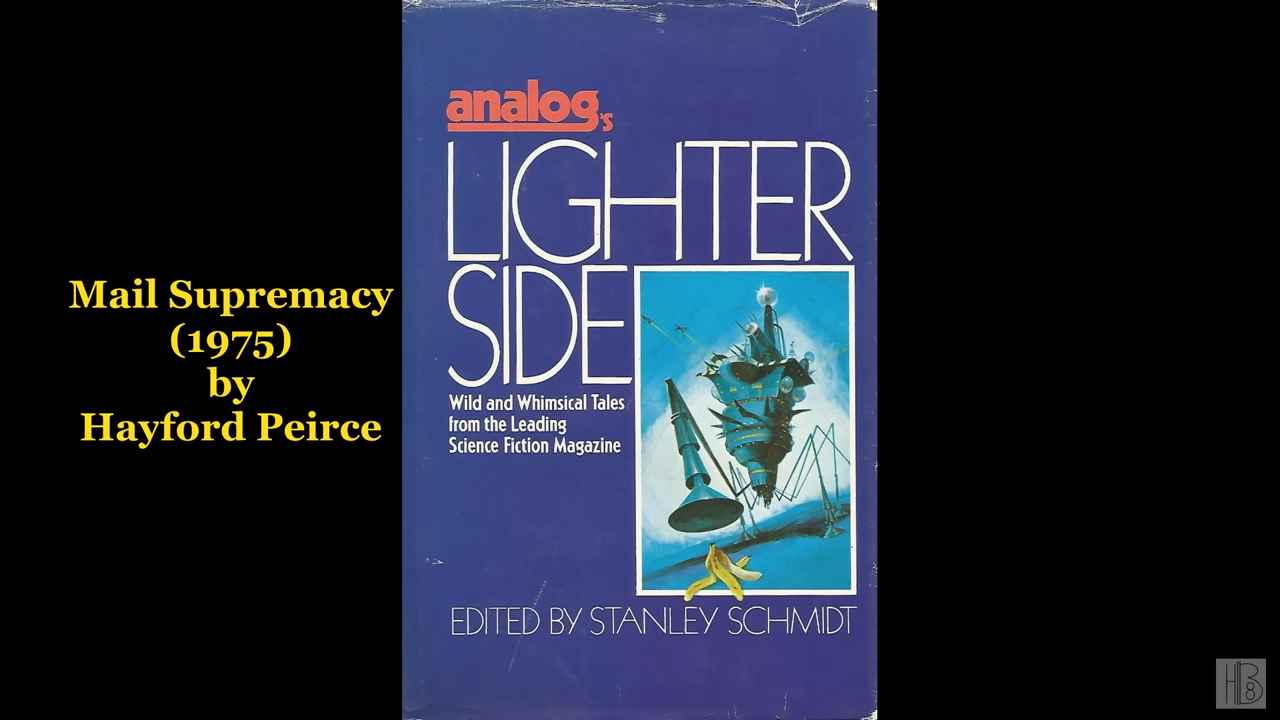 Mail Supremacy
(1975)
by
Hayford Peirce
analog's
LIGHTER
SIDE
Wild and Whimsical Tales
from the Leading
Science Fiction Magazine
EDITED BY STANLEY SCHMIDT
HB8